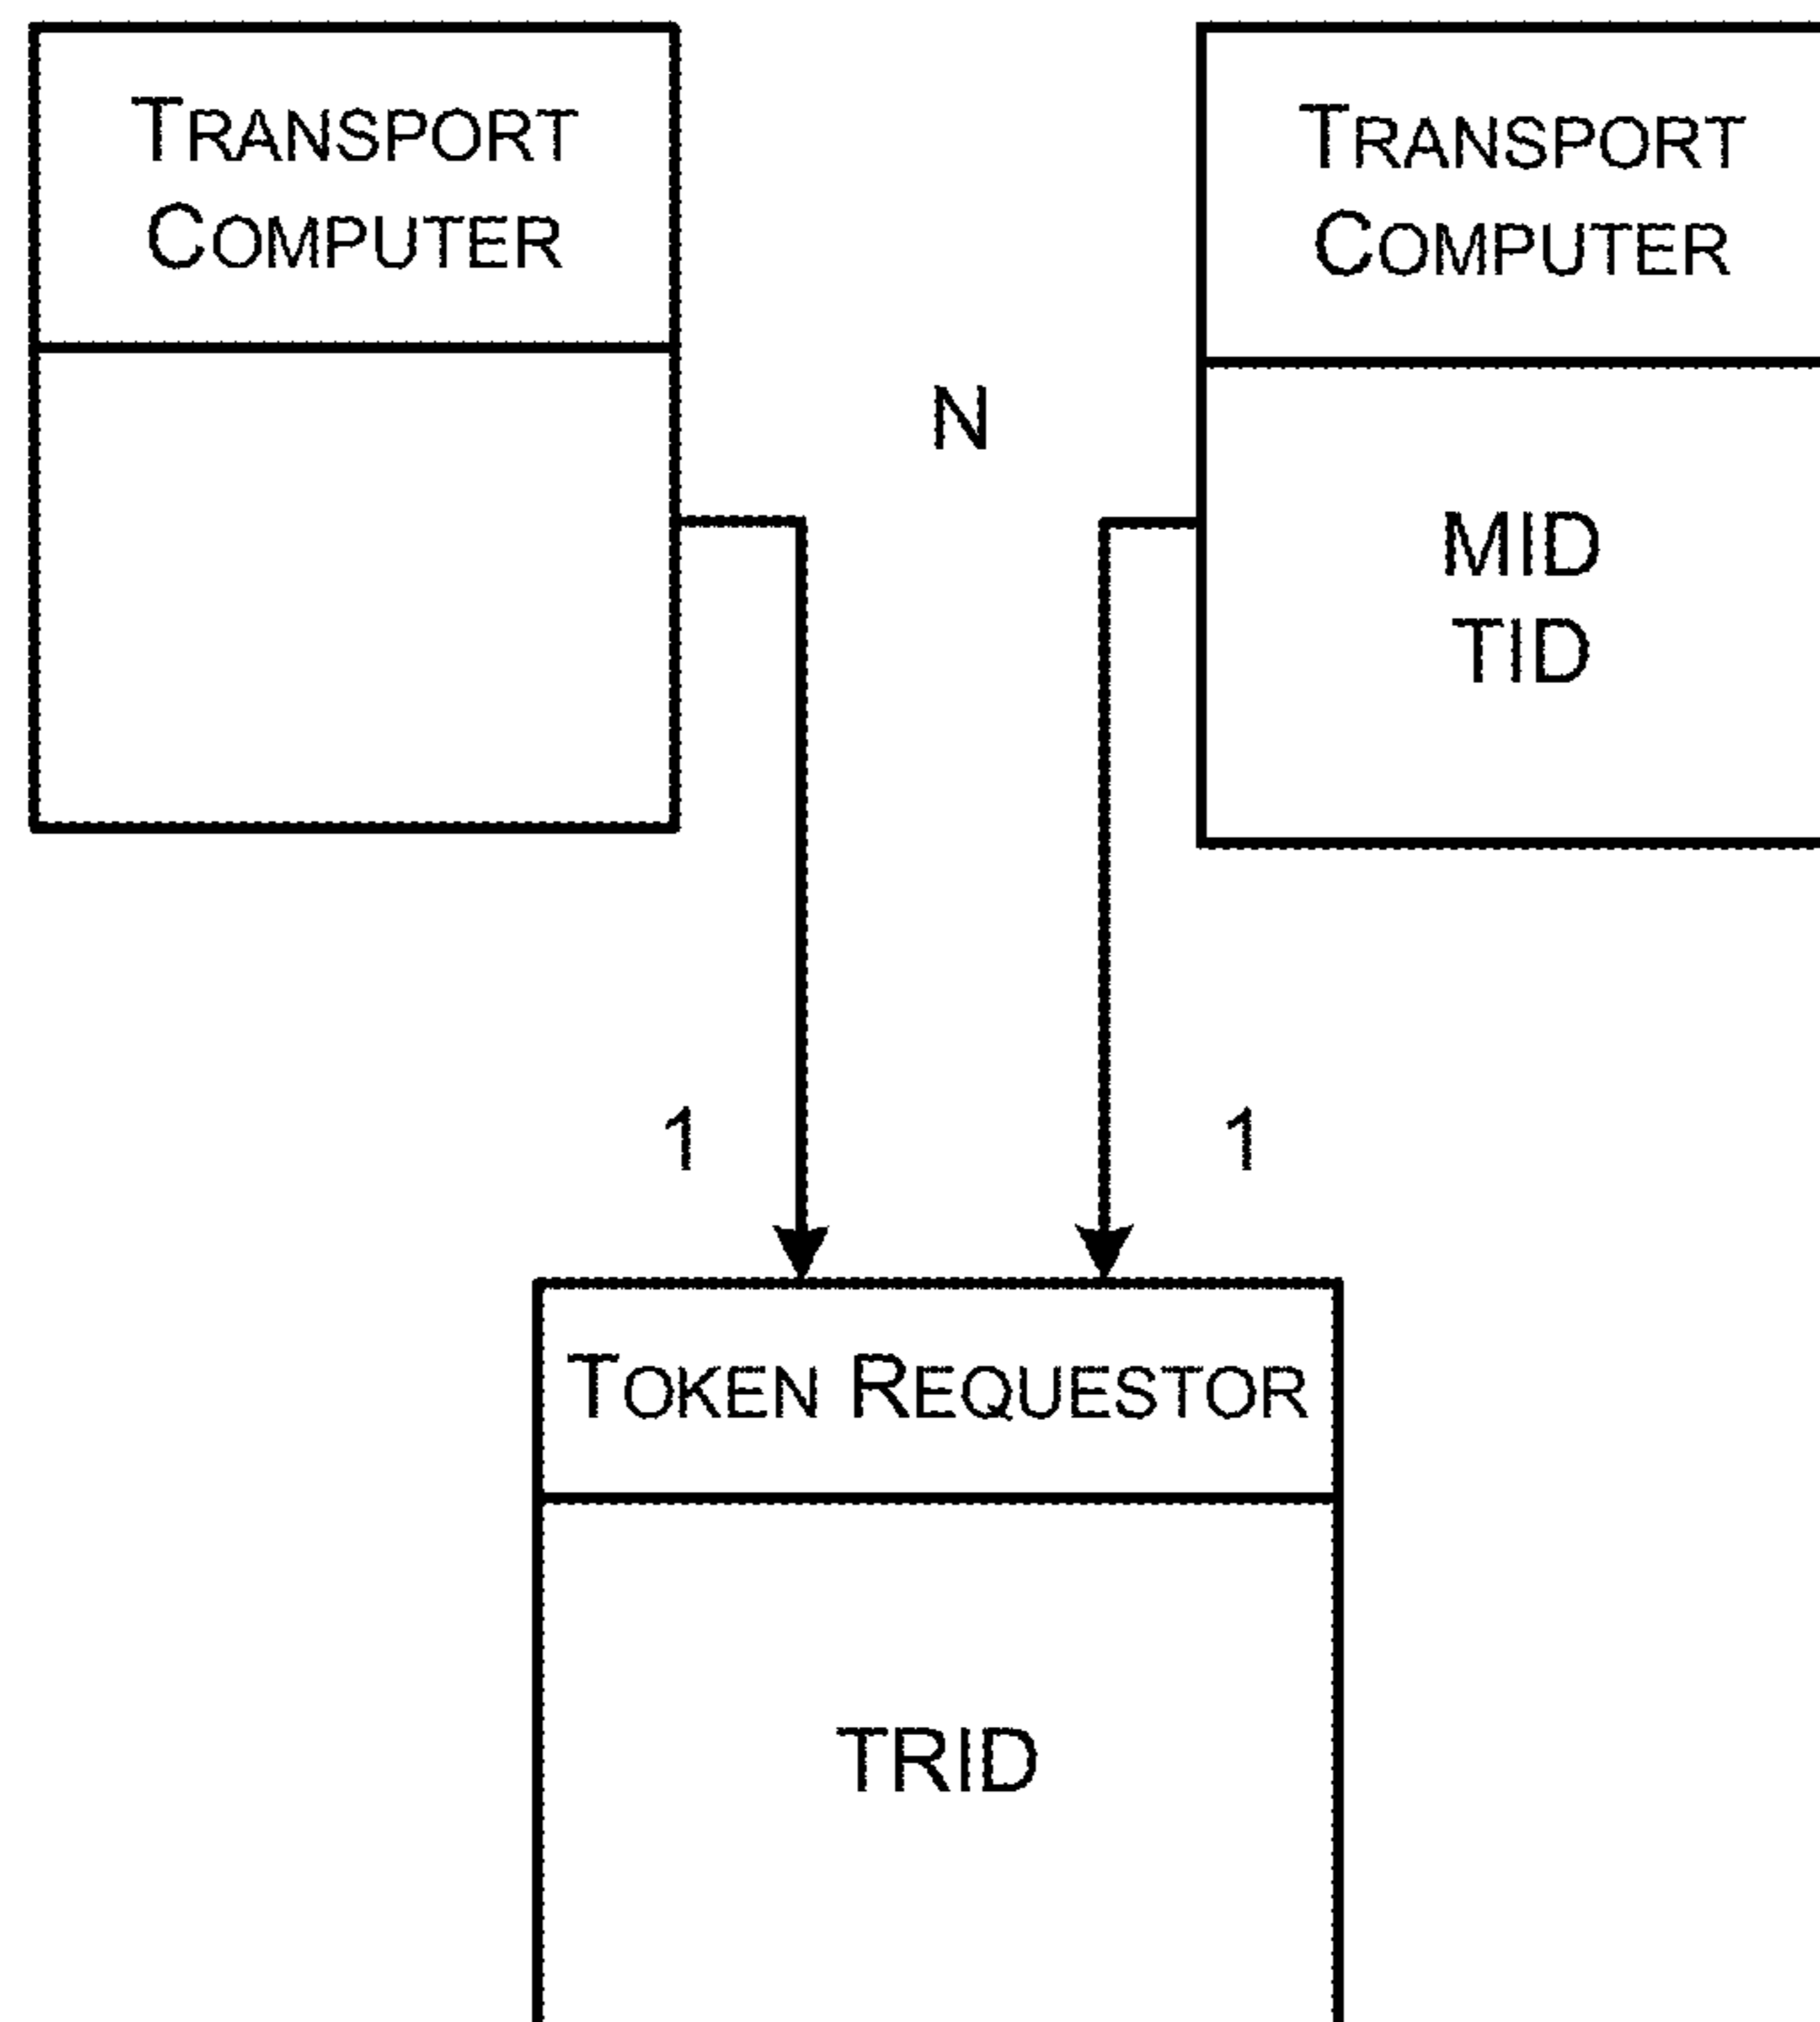 TRANSPORT
COMPUTER
TRANSPORT
COMPUTER
N
MID
TID
1
1
TOKEN REQUESTOR
TRID